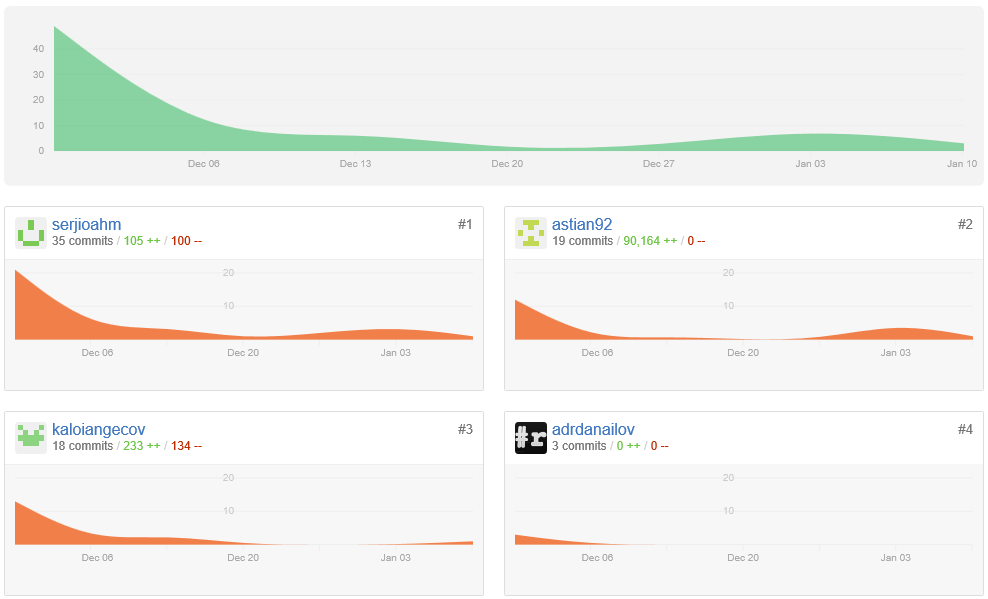 40
30
20
10
0
Dec 06 Dec 13 Dec 20 Dec 27 Jan 03 Jan 10
serjioahm #1
35 commits / 105 ++ / 100 --
20
10
Dec 06 Dec 20 Jan 03
astian92 #2
19 commits / 90,164 ++ / 0 --
20
10
Dec 06 Dec 20 Jan 03
kaloiangecov #3
18 commits / 233 ++ / 134 --
20
10
Dec 06 Dec 20 Jan 03
#r adrdanailov #4
3 commits / 0 ++ / 0 --
20
10
Dec 06 Dec 20 Jan 03